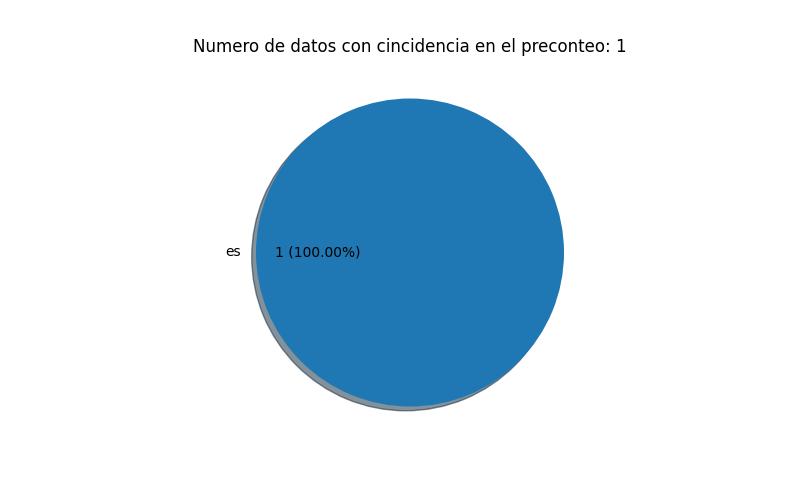 Numero de datos con cincidencia en el preconteo: 1
es
1 (100.00%)